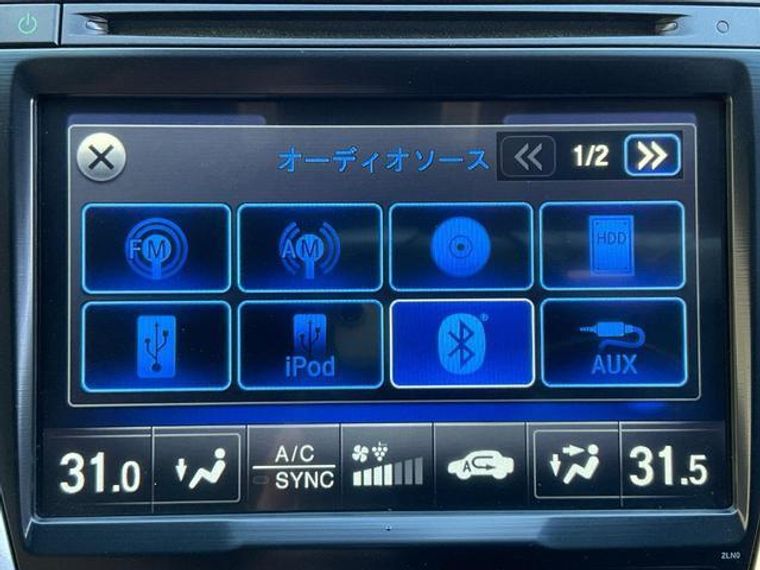 オーディオソース 1/2
FM AM HDD
iPod ® AUX
31.0 A/C SYNC A 31.5
2LN0